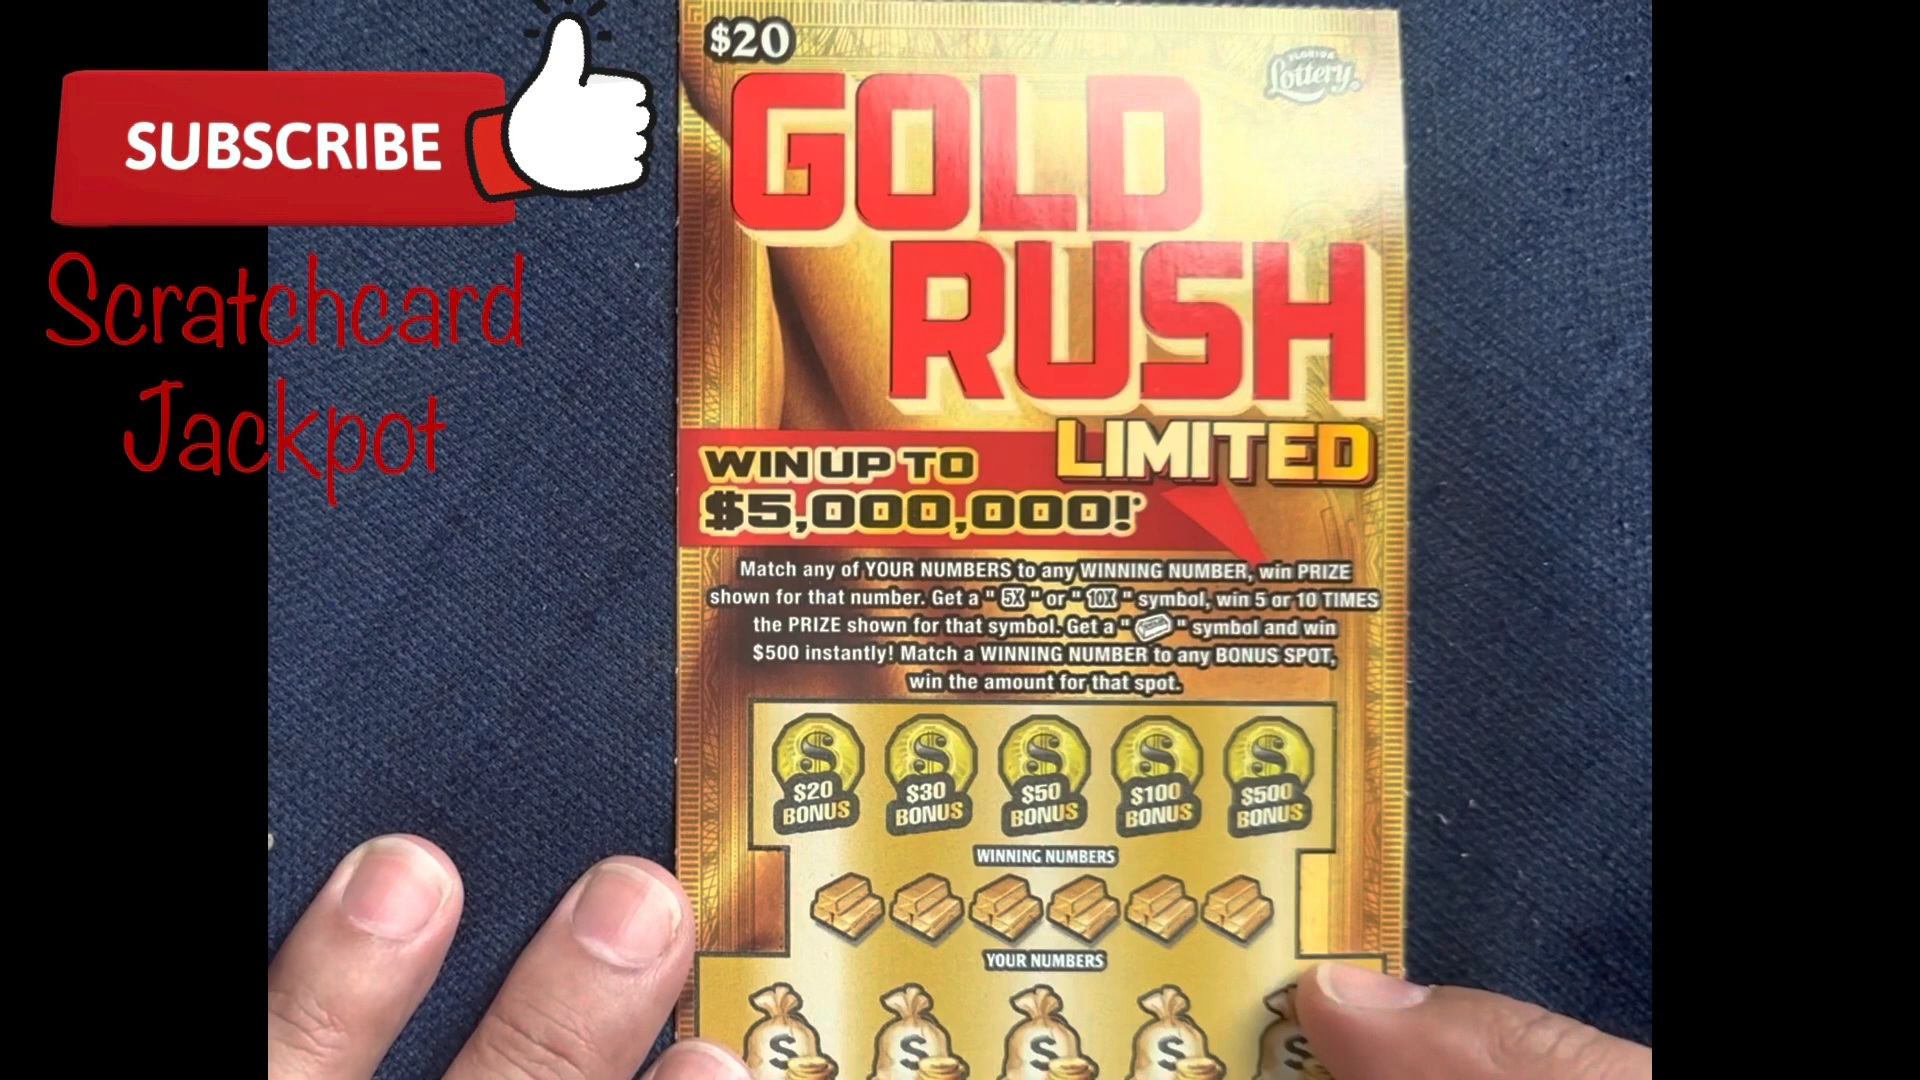 SUBSCRIBE
Scratchcard
Jackpot
$20
FLORIDA
Lottery
GOLD
RUSH
LIMITED
WIN UP TO
$5,000,000!*
Match any of YOUR NUMBERS to any WINNING NUMBER, win PRIZE
shown for that number. Get a " 5X " or " 10X " symbol, win 5 or 10 TIMES
the PRIZE shown for that symbol. Get a " " symbol and win
$500 instantly! Match a WINNING NUMBER to any BONUS SPOT,
win the amount for that spot.
$ $ $ $ $
$20 $30 $50 $100 $500
BONUS BONUS BONUS BONUS BONUS
WINNING NUMBERS
YOUR NUMBERS
$ $ $ $ $